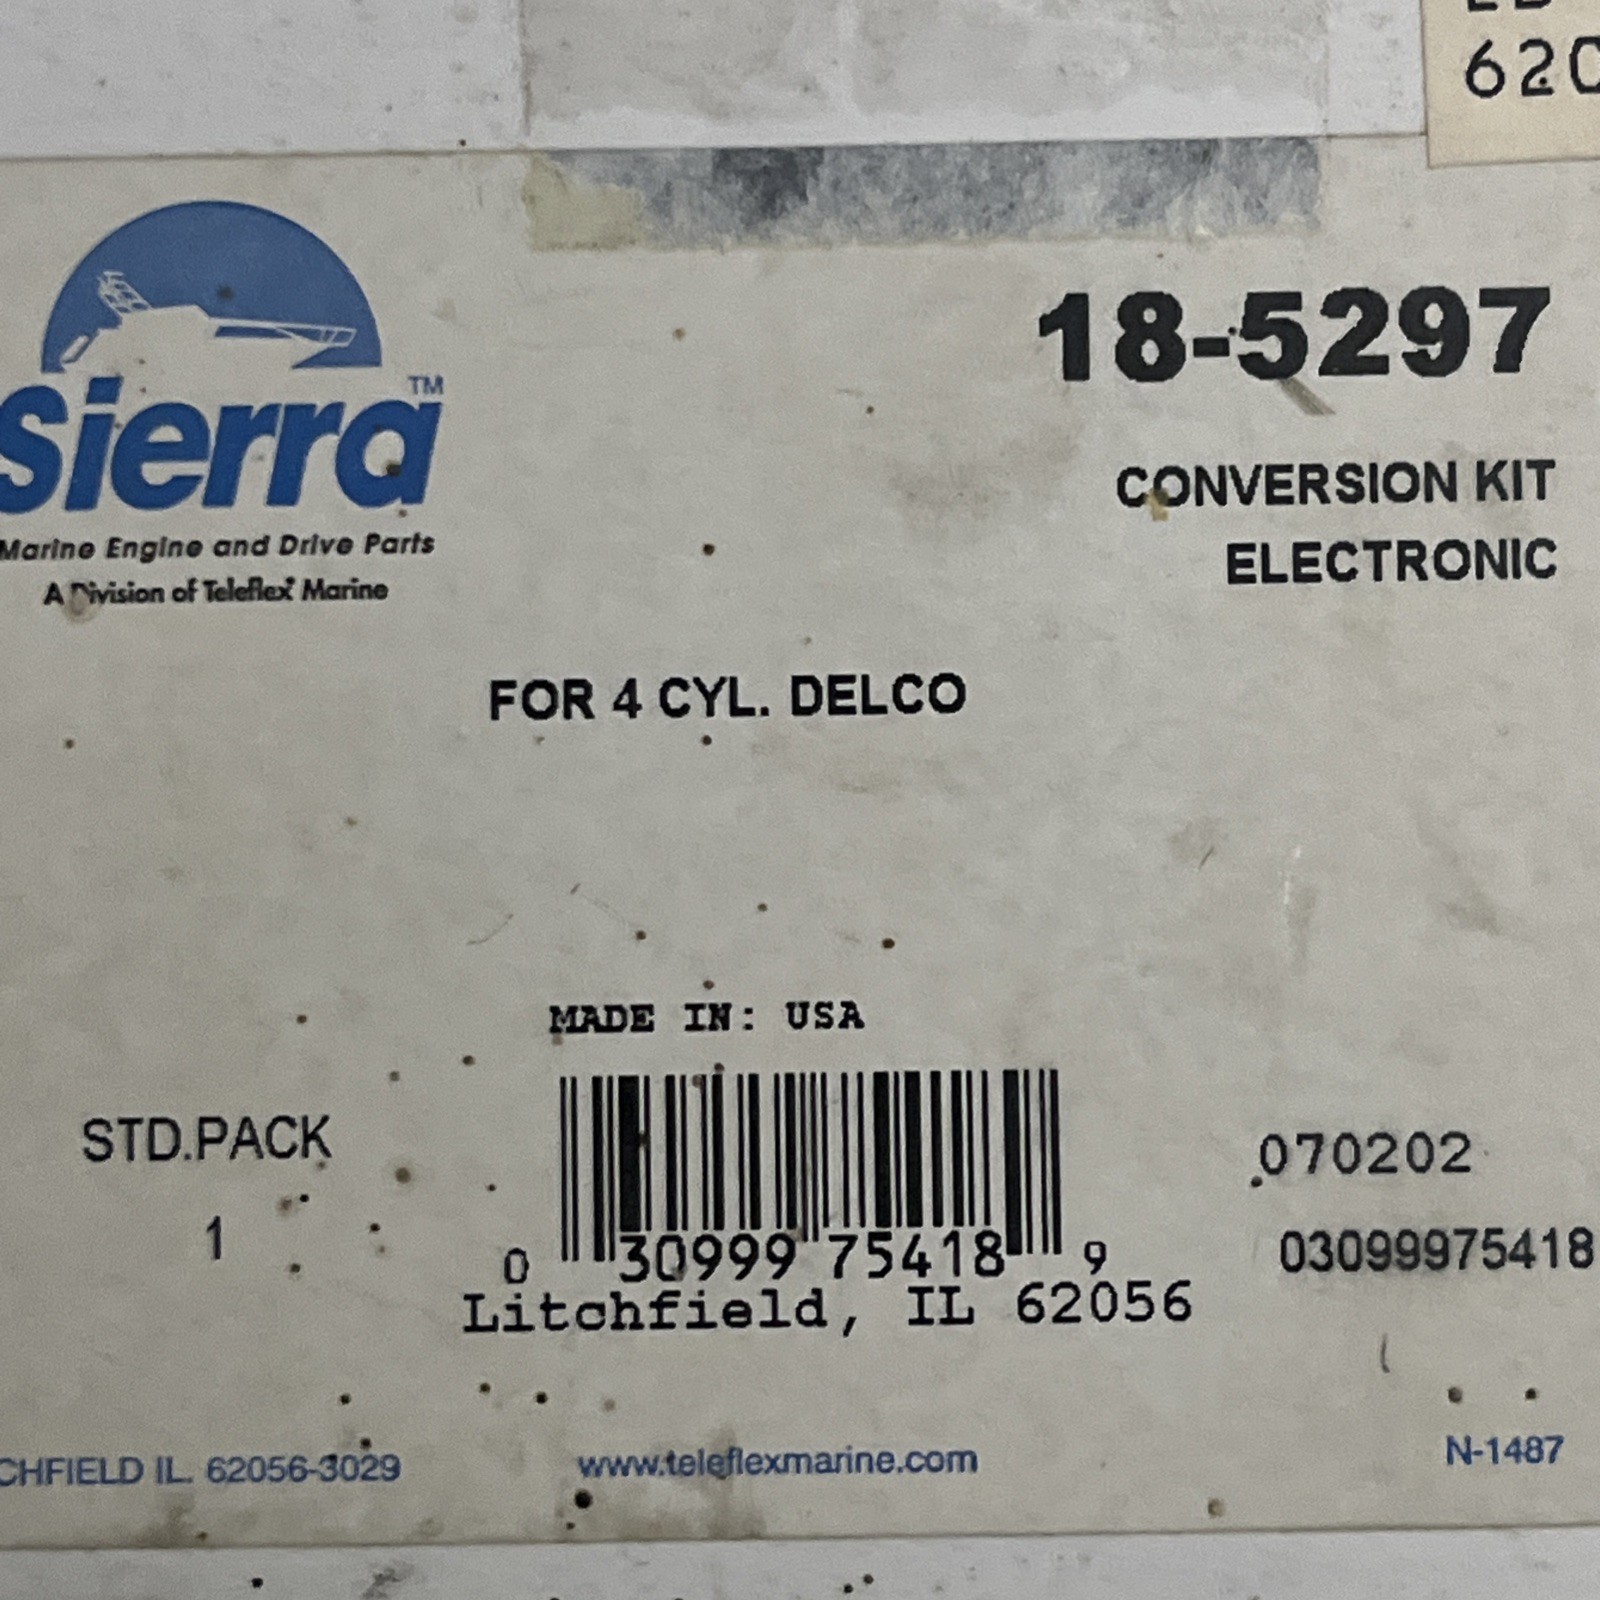 620
18-5297
Sierra™
CONVERSION KIT
ELECTRONIC
Marine Engine and Drive Parts
A Division of Teleflex® Marine
FOR 4 CYL. DELCO
MADE IN: USA
STD.PACK
1
070202
0 30999 75418 9
03099975418
Litchfield, IL 62056
CHFIELD IL. 62056-3029
www.teleflexmarine.com
N-1487